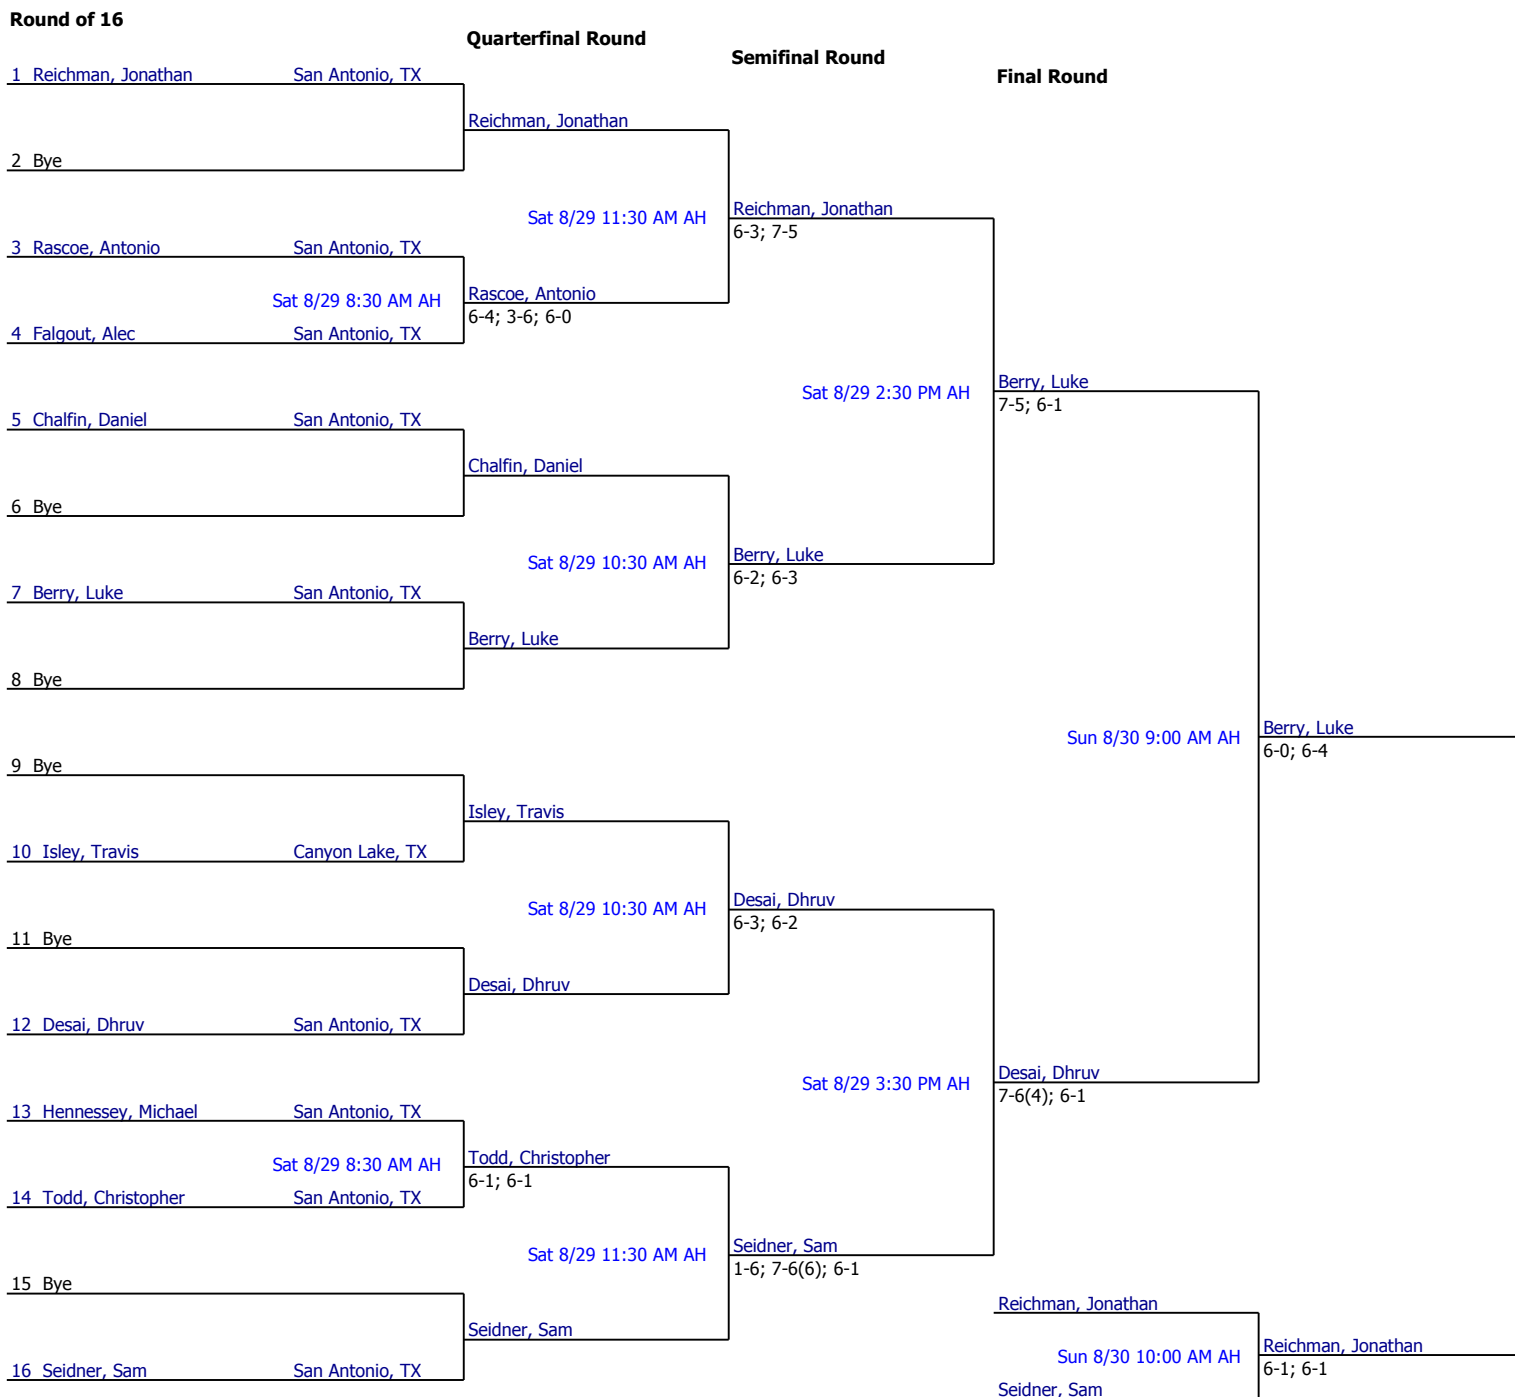 Round of 16
Quarterfinal Round
Semifinal Round
Final Round
1 Reichman, Jonathan San Antonio, TX
Reichman, Jonathan
2 Bye
Sat 8/29 11:30 AM AH
Reichman, Jonathan
6-3; 7-5
3 Rascoe, Antonio San Antonio, TX
Sat 8/29 8:30 AM AH
Rascoe, Antonio
6-4; 3-6; 6-0
4 Falgout, Alec San Antonio, TX
Sat 8/29 2:30 PM AH
Berry, Luke
7-5; 6-1
5 Chalfin, Daniel San Antonio, TX
Chalfin, Daniel
6 Bye
Sat 8/29 10:30 AM AH
Berry, Luke
6-2; 6-3
7 Berry, Luke San Antonio, TX
Berry, Luke
8 Bye
Sun 8/30 9:00 AM AH
Berry, Luke
6-0; 6-4
9 Bye
Isley, Travis
10 Isley, Travis Canyon Lake, TX
Sat 8/29 10:30 AM AH
Desai, Dhruv
6-3; 6-2
11 Bye
Desai, Dhruv
12 Desai, Dhruv San Antonio, TX
Sat 8/29 3:30 PM AH
Desai, Dhruv
7-6(4); 6-1
13 Hennessey, Michael San Antonio, TX
Sat 8/29 8:30 AM AH
Todd, Christopher
6-1; 6-1
14 Todd, Christopher San Antonio, TX
Sat 8/29 11:30 AM AH
Seidner, Sam
1-6; 7-6(6); 6-1
15 Bye
Seidner, Sam
16 Seidner, Sam San Antonio, TX
Reichman, Jonathan
Sun 8/30 10:00 AM AH
Reichman, Jonathan
6-1; 6-1
Seidner, Sam